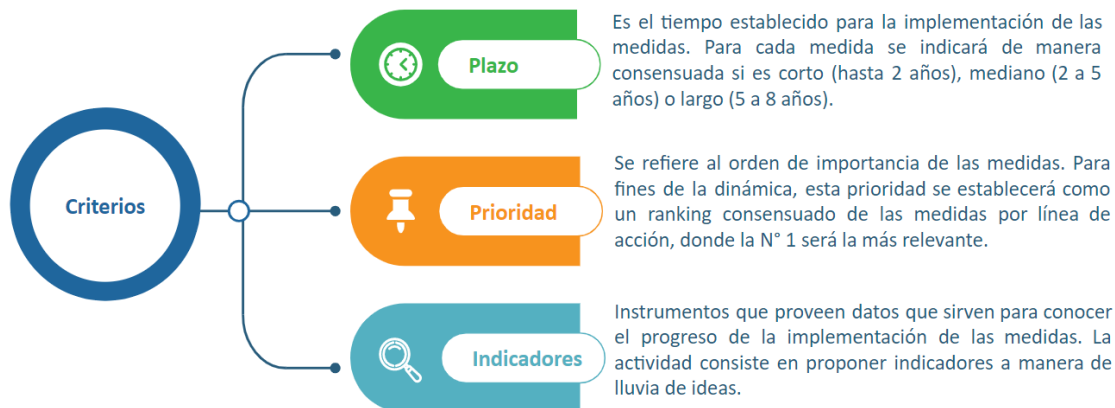 Criterios
Plazo
Es el tiempo establecido para la implementación de las
medidas. Para cada medida se indicará de manera
consensuada si es corto (hasta 2 años), mediano (2 a 5
años) o largo (5 a 8 años).
Prioridad
Se refiere al orden de importancia de las medidas. Para
fines de la dinámica, esta prioridad se establecerá como
un ranking consensuado de las medidas por línea de
acción, donde la N° 1 será la más relevante.
Indicadores
Instrumentos que proveen datos que sirven para conocer
el progreso de la implementación de las medidas. La
actividad consiste en proponer indicadores a manera de
lluvia de ideas.